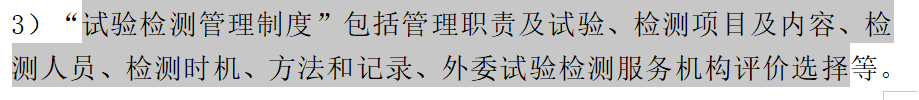 3）“试验检测管理制度”包括管理职责及试验、检测项目及内容、检
测人员、检测时机、方法和记录、外委试验检测服务机构评价选择等。